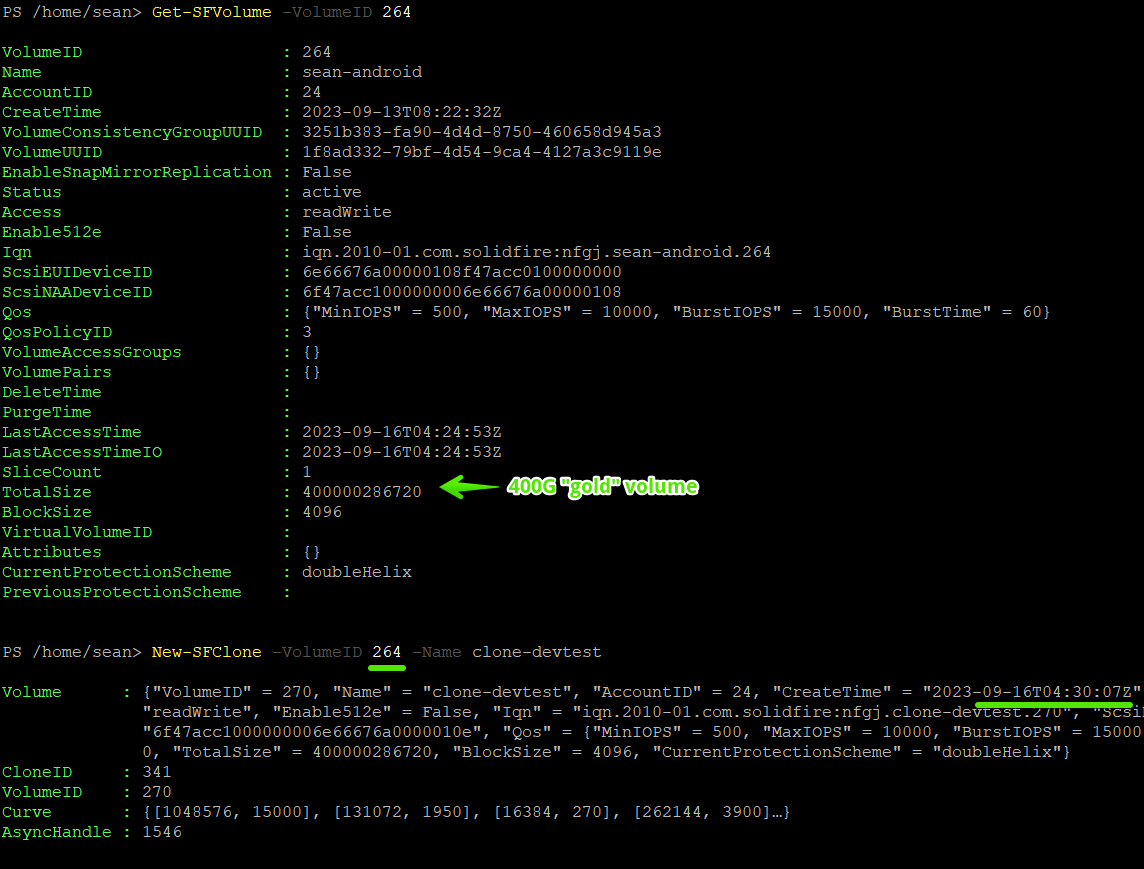 PS /home/sean> Get-SFVolume -VolumeID 264
VolumeID : 264
Name : sean-android
AccountID : 24
CreateTime : 2023-09-13T08:22:32Z
VolumeConsistencyGroupUUID : 3251b383-fa90-4d4d-8750-460658d945a3
VolumeUUID : 1f8ad332-79bf-4d54-9ca4-4127a3c9119e
EnableSnapMirrorReplication : False
Status : active
Access : readWrite
Enable512e : False
Iqn : iqn.2010-01.com.solidfire:nfgj.sean-android.264
ScsiEUIDeviceID : 6e66676a00000108f47acc0100000000
ScsiNAADeviceID : 6f47acc1000000006e66676a00000108
Qos : {"MinIOPS" = 500, "MaxIOPS" = 10000, "BurstIOPS" = 15000, "BurstTime" = 60}
QosPolicyID : 3
VolumeAccessGroups : {}
VolumePairs : {}
DeleteTime :
PurgeTime :
LastAccessTime : 2023-09-16T04:24:53Z
LastAccessTimeIO : 2023-09-16T04:24:53Z
SliceCount : 1
TotalSize : 400000286720 400G "gold" volume
BlockSize : 4096
VirtualVolumeID :
Attributes : {}
CurrentProtectionScheme : doubleHelix
PreviousProtectionScheme :
PS /home/sean> New-SFClone -VolumeID 264 -Name clone-devtest
Volume : {"VolumeID" = 270, "Name" = "clone-devtest", "AccountID" = 24, "CreateTime" = "2023-09-16T04:30:07Z"
"readWrite", "Enable512e" = False, "Iqn" = "iqn.2010-01.com.solidfire:nfgj.clone-devtest.270", "Scsi
"6f47acc1000000006e66676a0000010e", "Qos" = {"MinIOPS" = 500, "MaxIOPS" = 10000, "BurstIOPS" = 15000
0, "TotalSize" = 400000286720, "BlockSize" = 4096, "CurrentProtectionScheme" = "doubleHelix"}
CloneID : 341
VolumeID : 270
Curve : {[1048576, 15000], [131072, 1950], [16384, 270], [262144, 3900]…}
AsyncHandle : 1546